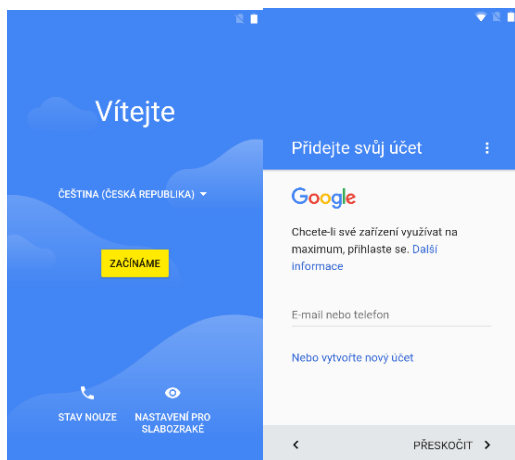 Vítejte
ČEŠTINA (ČESKÁ REPUBLIKA)
ZAČÍNÁME
STAV NOUZE
NASTAVENÍ PRO
SLABOZRAKÉ
Přidejte svůj účet
Google
Chcete-li své zařízení využívat na
maximum, přihlaste se. Další
informace
E-mail nebo telefon
Nebo vytvořte nový účet
PŘESKOČIT